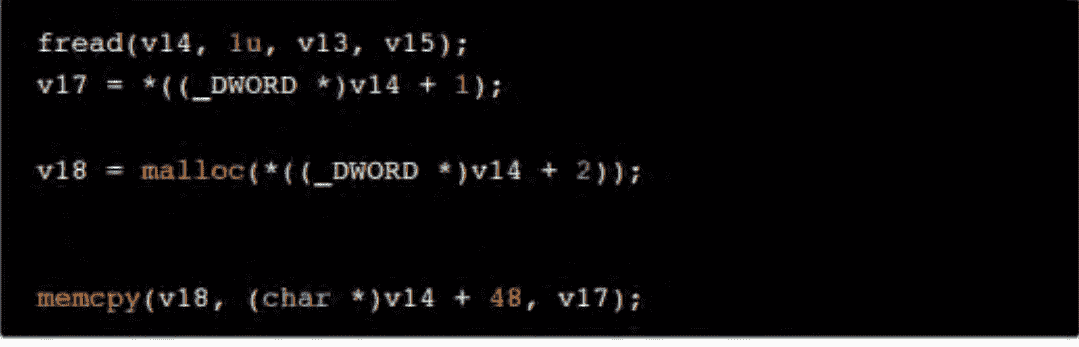 fread(v14, 1u, v13, v15);
v17 = *((_DWORD *)v14 + 1);
v18 = malloc(*((_DWORD *)v14 + 2));
memcpy(v18, (char *)v14 + 48, v17);